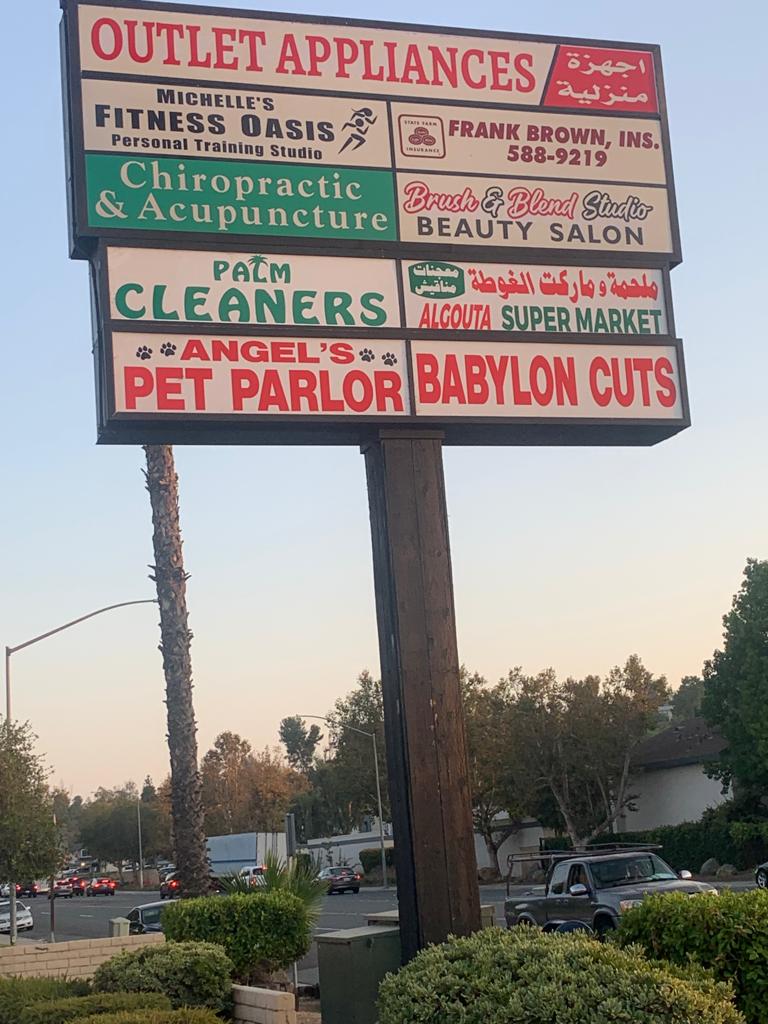 OUTLET APPLIANCES
اجهزة
منزلية
MICHELLE'S
FITNESS OASIS
Personal Training Studio
STATE FARM
INSURANCE
FRANK BROWN, INS.
588-9219
Chiropractic
& Acupuncture
Brush & Blend Studio
BEAUTY SALON
PALM
CLEANERS
معجنات
مناقيش
ملحمة و ماركت الغوطة
ALGOUTA SUPER MARKET
ANGEL'S
PET PARLOR
BABYLON CUTS